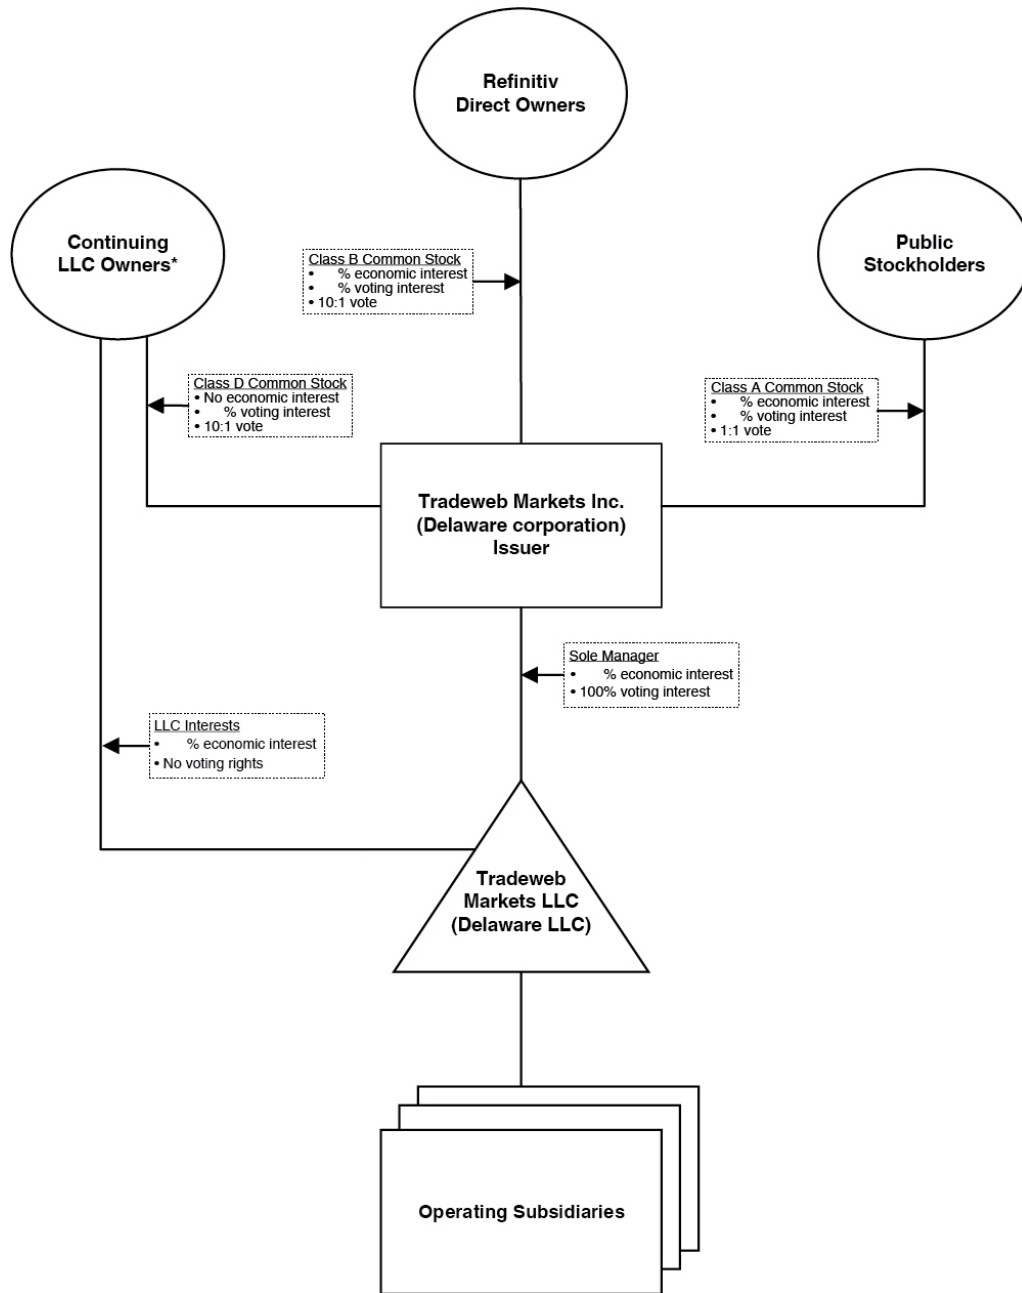 Refinitiv
Direct Owners
Continuing
LLC Owners*
Public
Stockholders
Class B Common Stock
• % economic interest
• % voting interest
• 10:1 vote
Class D Common Stock
• No economic interest
• % voting interest
• 10:1 vote
Class A Common Stock
• % economic interest
• % voting interest
• 1:1 vote
Tradeweb Markets Inc.
(Delaware corporation)
Issuer
Sole Manager
• % economic interest
• 100% voting interest
LLC Interests
• % economic interest
• No voting rights
Tradeweb
Markets LLC
(Delaware LLC)
Operating Subsidiaries